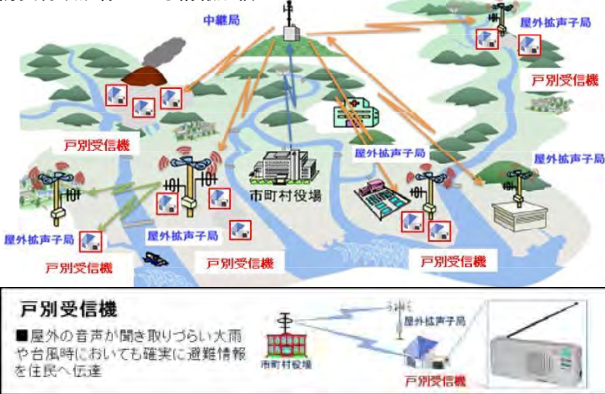 中継局
屋外拡声子局
戸別受信機
戸別受信機
屋外拡声子局
屋外拡声子局
市町村役場
屋外拡声子局
屋外拡声子局
戸別受信機
戸別受信機
戸別受信機
戸別受信機
■屋外の音声が聞き取りづらい大雨
や台風時においても確実に避難情報
を住民へ伝達
屋外拡声子局
市町村役場
戸別受信機